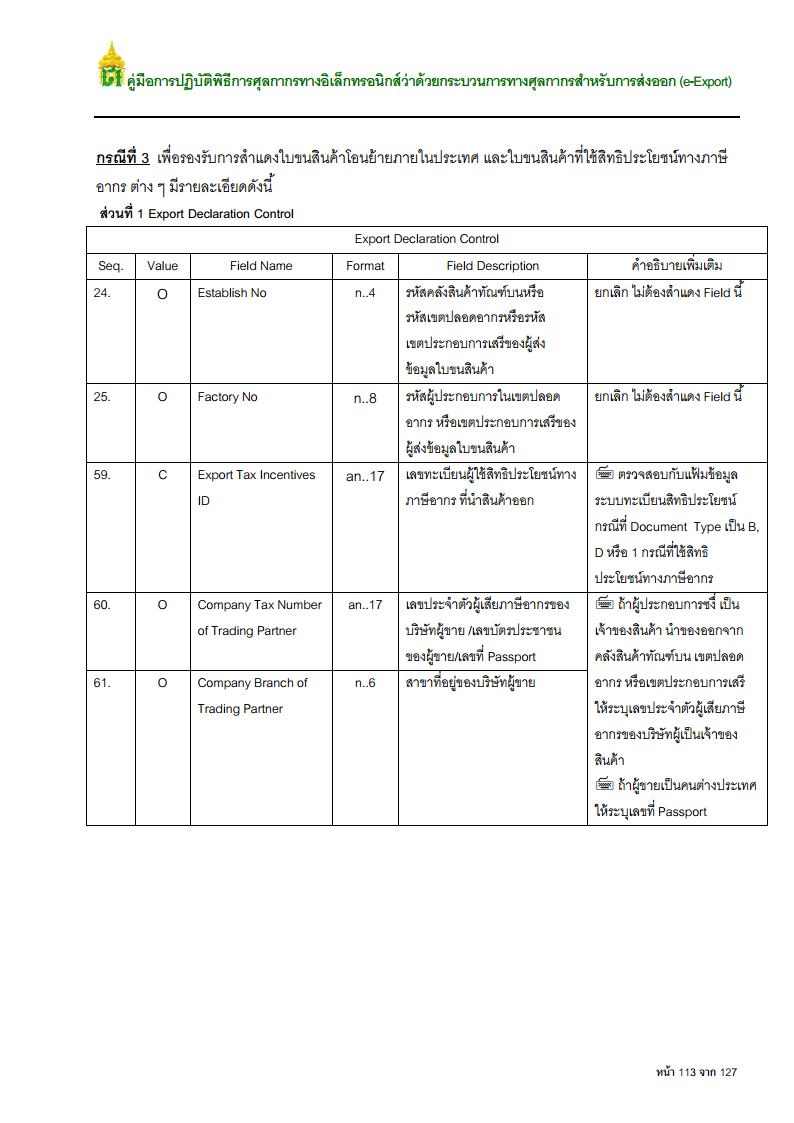 คู่มือการปฏิบัติพิธีการศุลกากรทางอิเล็กทรอนิกส์ว่าด้วยกระบวนการทางศุลกากรสำหรับการส่งออก (e-Export)
กรณีที่ 3 เพื่อรองรับการสำแดงใบขนสินค้าโอนย้ายภายในประเทศ และใบขนสินค้าที่ใช้สิทธิประโยชน์ทางภาษี
อากร ต่าง ๆ มีรายละเอียดดังนี้
ส่วนที่ 1 Export Declaration Control
Export Declaration Control
Seq. Value Field Name Format Field Description คำอธิบายเพิ่มเติม
24. O Establish No n..4 รหัสคลังสินค้าทัณฑ์บนหรือ ยกเลิก ไม่ต้องสำแดง Field นี้
รหัสเขตปลอดอากรหรือรหัส
เขตประกอบการเสรีของผู้ส่ง
ข้อมูลใบขนสินค้า
25. O Factory No n..8 รหัสผู้ประกอบการในเขตปลอด ยกเลิก ไม่ต้องสำแดง Field นี้
อากร หรือเขตประกอบการเสรีของ
ผู้ส่งข้อมูลใบขนสินค้า
59. C Export Tax Incentives an..17 เลขทะเบียนผู้ใช้สิทธิประโยชน์ทาง ตรวจสอบกับแฟ้มข้อมูล
ID ภาษีอากร ที่นำสินค้าออก ระบบทะเบียนสิทธิประโยชน์
กรณีที่ Document Type เป็น B,
D หรือ 1 กรณีที่ใช้สิทธิ
ประโยชน์ทางภาษีอากร
60. O Company Tax Number an..17 เลขประจำตัวผู้เสียภาษีอากรของ ถ้าผู้ประกอบการซึ่ เป็น
of Trading Partner บริษัทผู้ขาย /เลขบัตรประชาชน เจ้าของสินค้า นำของออกจาก
ของผู้ขาย/เลขที่ Passport คลังสินค้าทัณฑ์บน เขตปลอด
61. O Company Branch of n..6 สาขาที่อยู่ของบริษัทผู้ขาย อากร หรือเขตประกอบการเสรี
Trading Partner ให้ระบุเลขประจำตัวผู้เสียภาษี
อากรของบริษัทผู้เป็นเจ้าของ
สินค้า
ถ้าผู้ขายเป็นคนต่างประเทศ
ให้ระบุเลขที่ Passport
หน้า 113 จาก 127